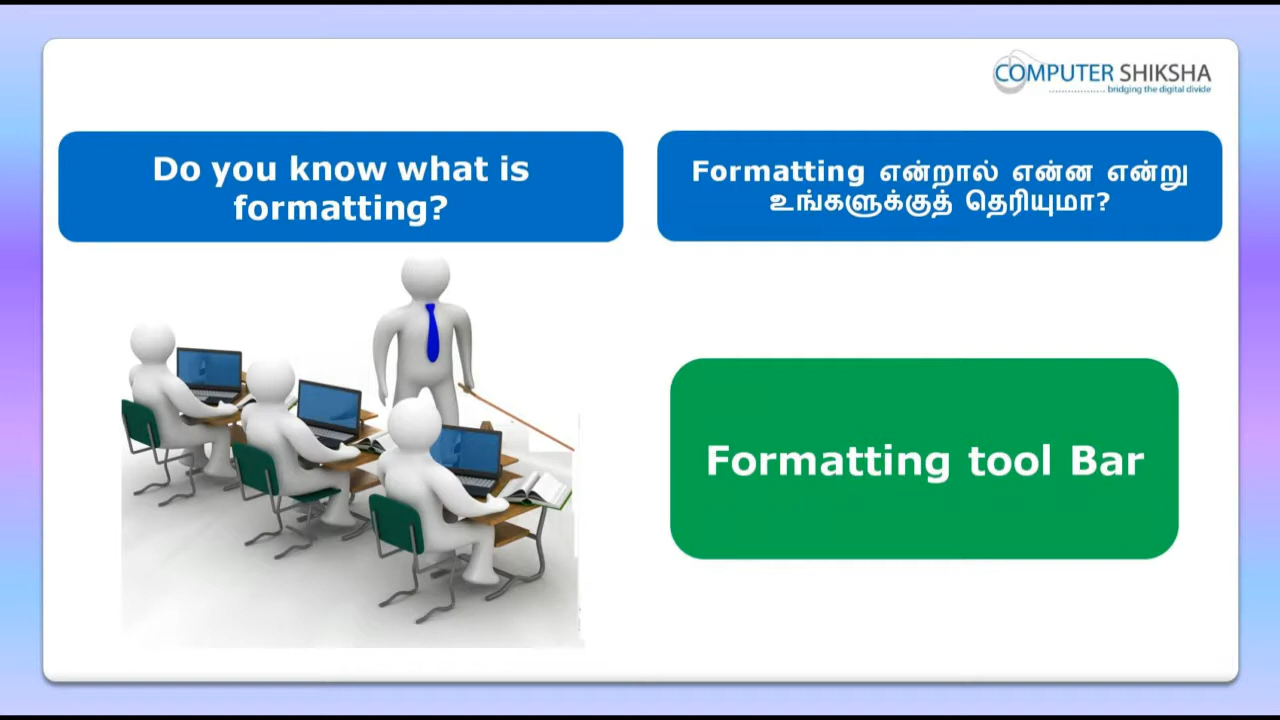 COMPUTER SHIKSHA
bridging the digital divide
Do you know what is
formatting?
Formatting என்றால் என்ன என்று
உங்களுக்குத் தெரியுமா?
Formatting tool Bar